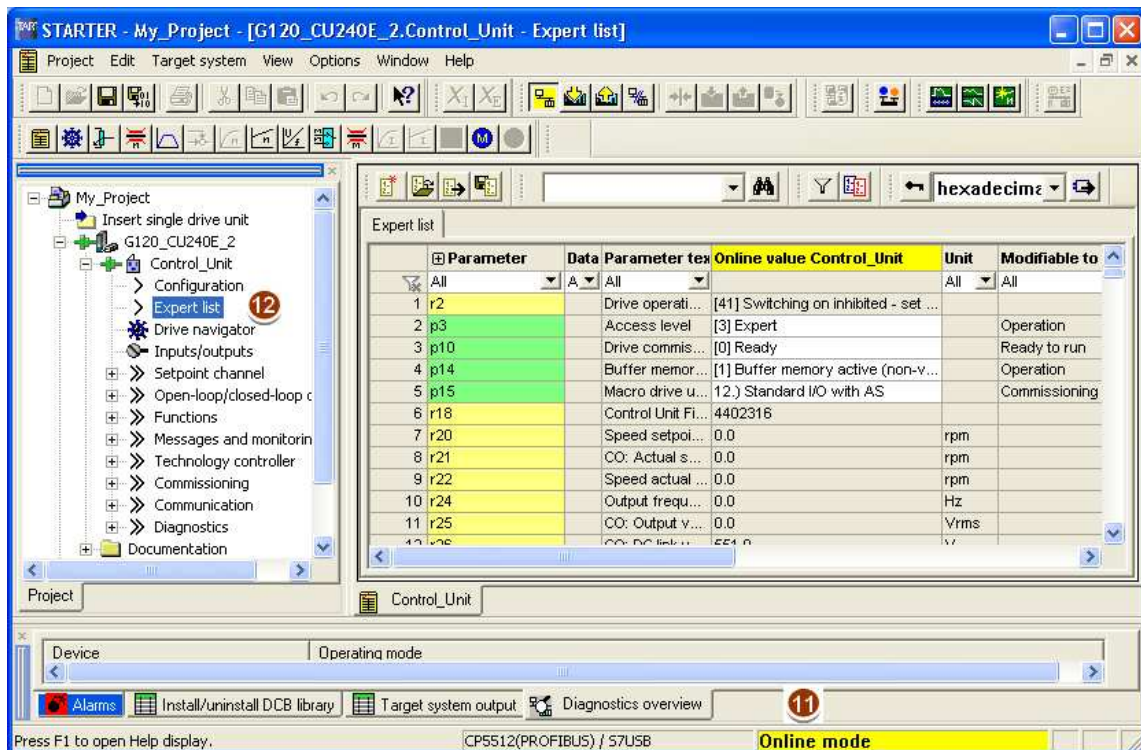 STARTER - My_Project - [G120_CU240E_2.Control_Unit - Expert list]
Project Edit Target system View Options Window Help
hexadecima
My_Project
Insert single drive unit
G120_CU240E_2
Control_Unit
Configuration
Expert list
12
Drive navigator
Inputs/outputs
Setpoint channel
Open-loop/closed-loop c
Functions
Messages and monitorin
Technology controller
Commissioning
Communication
Diagnostics
Documentation
Project
Expert list
Parameter Data Parameter tex Online value Control_Unit Unit Modifiable to
All A All All All
1 r2 Drive operati... [41] Switching on inhibited - set ...
2 p3 Access level [3] Expert Operation
3 p10 Drive commis... [0] Ready Ready to run
4 p14 Buffer memor... [1] Buffer memory active (non-v... Operation
5 p15 Macro drive u... 12.) Standard I/O with AS Commissioning
6 r18 Control Unit Fi... 4402316
7 r20 Speed setpoi... 0.0 rpm
8 r21 CO: Actual s... 0.0 rpm
9 r22 Speed actual ... 0.0 rpm
10 r24 Output frequ... 0.0 Hz
11 r25 CO: Output v... 0.0 Vrms
Control_Unit
Device Operating mode
Alarms Install/uninstall DCB library Target system output Diagnostics overview 11
Press F1 to open Help display. CP5512(PROFIBUS) / S7USB Online mode